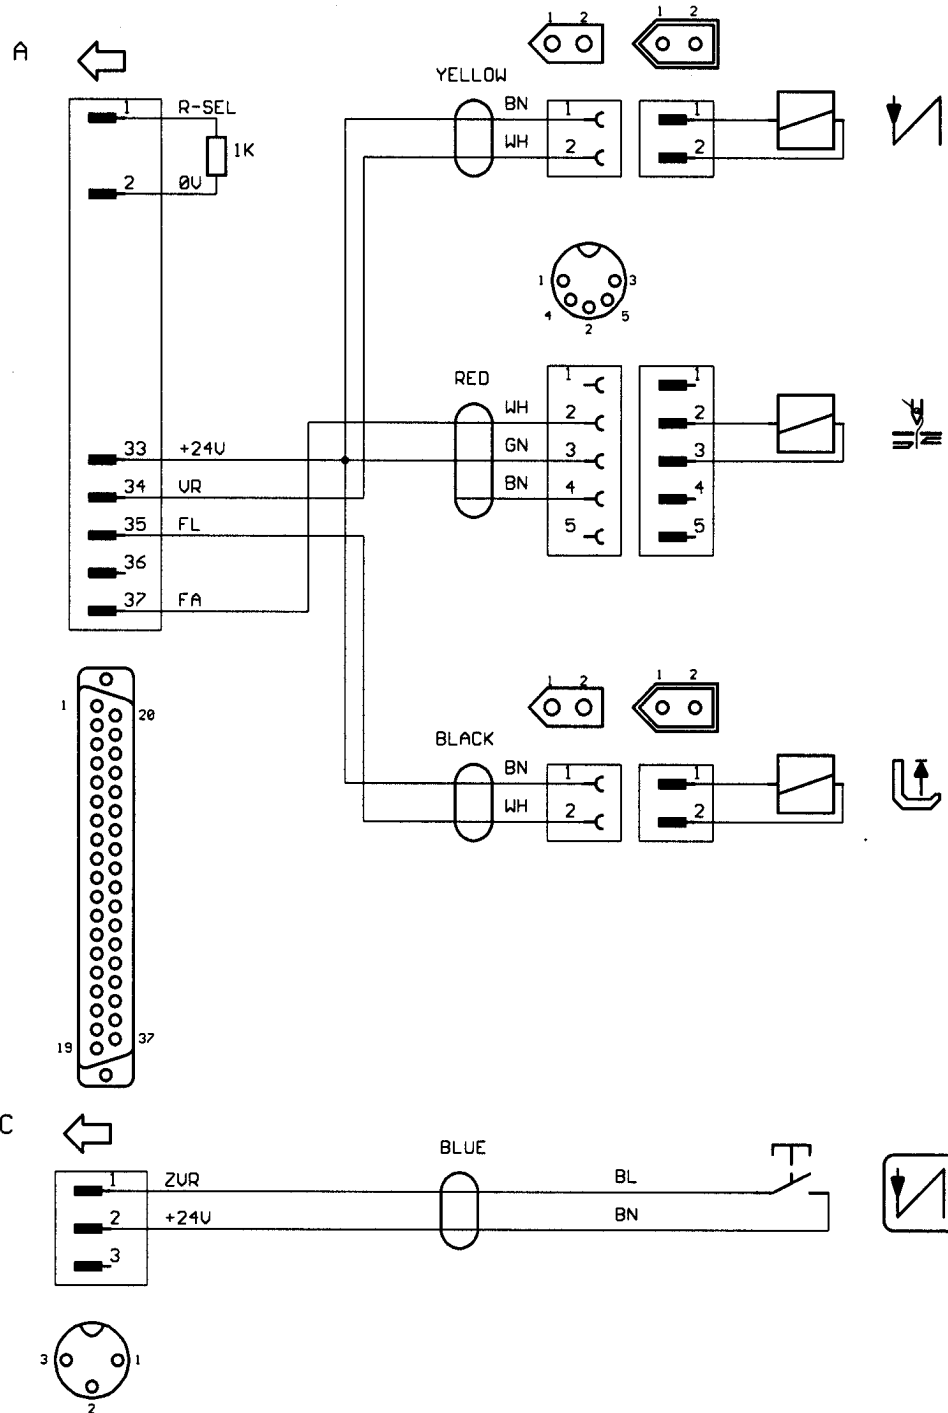 1 2 1 2
A
YELLOW
1 R-SEL BN 1 1
1K WH 2 2
2 0V
1 3
4 2 5
RED 1 1
WH 2 2
33 +24V GN 3 3
34 VR BN 4 4
35 FL 5 5
36
37 FA
1 2 1 2
1 20
BLACK
BN 1 1
WH 2 2
19 37
C
BLUE
1 ZVR BL
2 +24V BN
3
3 1
2